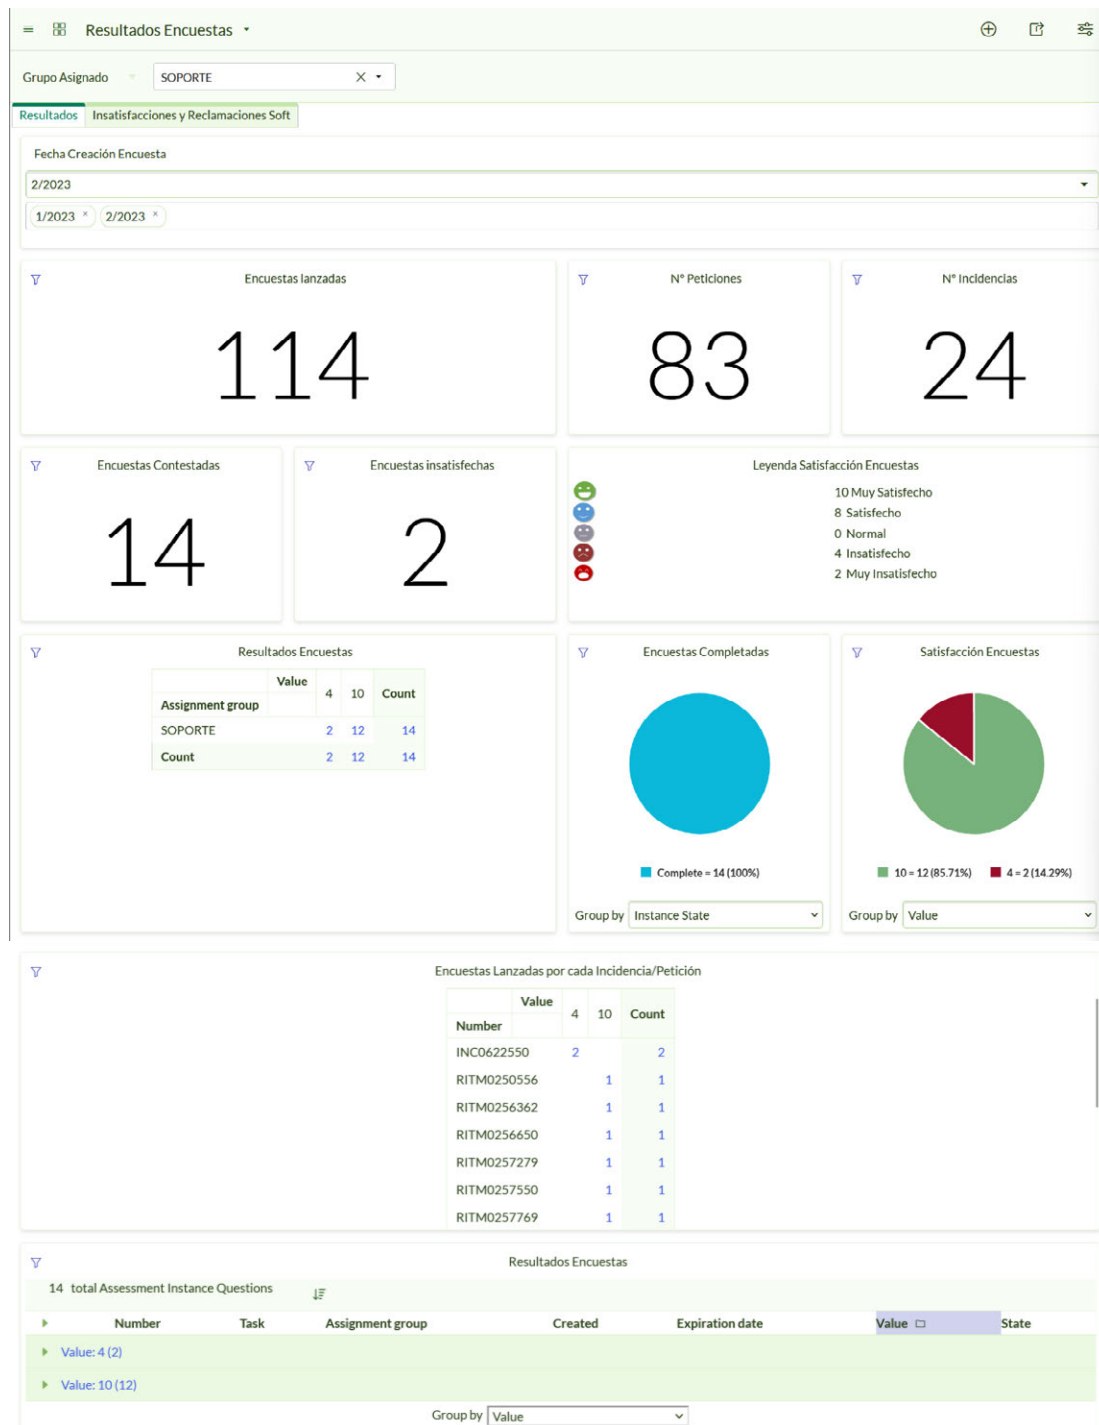 Resultados Encuestas
Grupo Asignado SOPORTE
Resultados Insatisfacciones y Reclamaciones Soft
Fecha Creación Encuesta
2/2023
1/2023 × 2/2023 ×
Encuestas lanzadas
114
Nº Peticiones
83
Nº Incidencias
24
Encuestas Contestadas
14
Encuestas insatisfechas
2
Leyenda Satisfacción Encuestas
10 Muy Satisfecho
8 Satisfecho
0 Normal
4 Insatisfecho
2 Muy Insatisfecho
Resultados Encuestas
Value 4 10 Count
Assignment group
SOPORTE 2 12 14
Count 2 12 14
Encuestas Completadas
Complete = 14 (100%)
Group by Instance State
Satisfacción Encuestas
10 = 12 (85.71%) 4 = 2 (14.29%)
Group by Value
Encuestas Lanzadas por cada Incidencia/Petición
Value 4 10 Count
Number
INC0622550 2 2
RITM0250556 1 1
RITM0256362 1 1
RITM0256650 1 1
RITM0257279 1 1
RITM0257550 1 1
RITM0257769 1 1
Resultados Encuestas
14 total Assessment Instance Questions
Number Task Assignment group Created Expiration date Value State
Value: 4 (2)
Value: 10 (12)
Group by Value